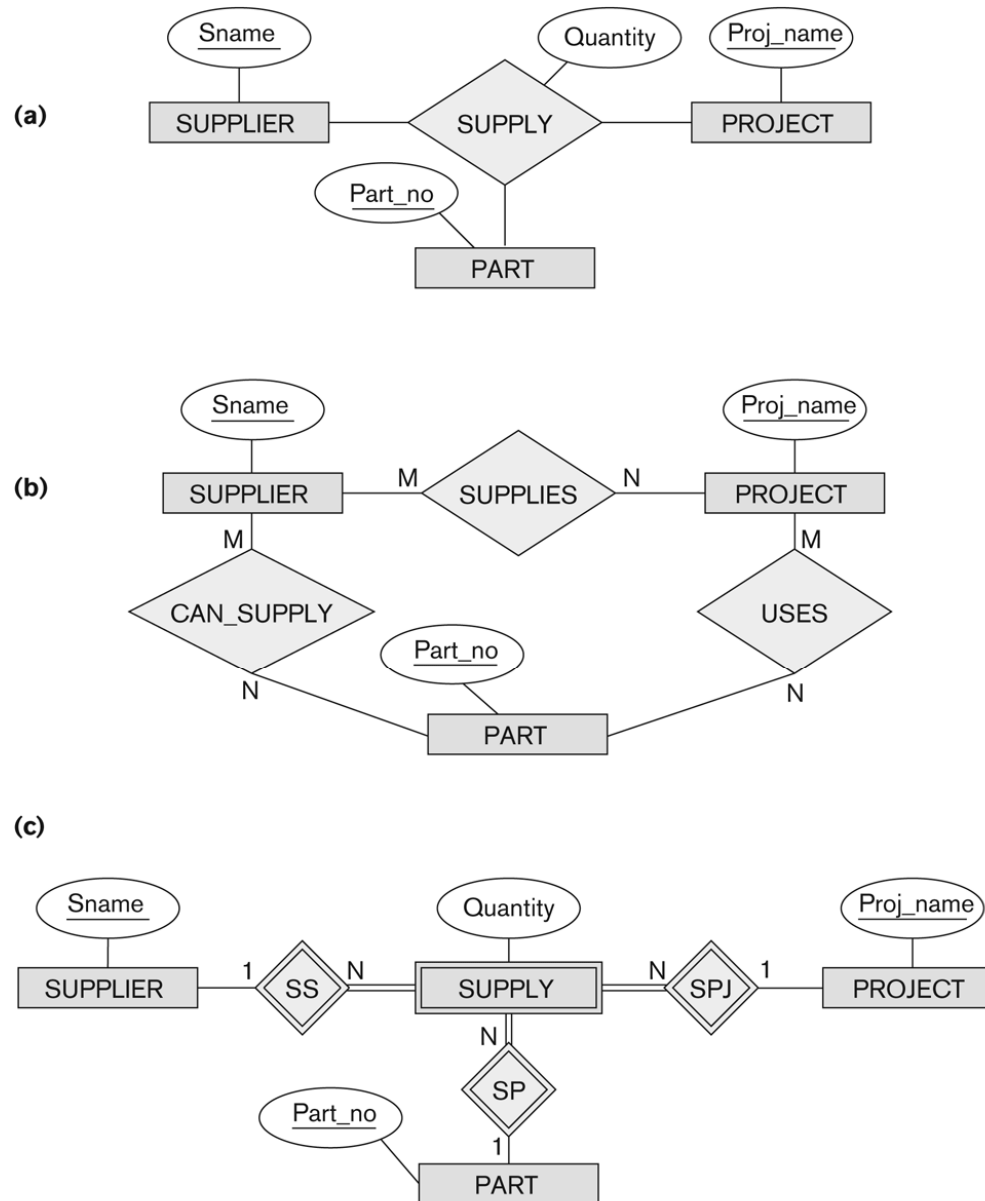 Sname
Quantity
Proj_name
(a)
SUPPLIER
SUPPLY
PROJECT
Part_no
PART
Sname
Proj_name
(b)
SUPPLIER
M
SUPPLIES
N
PROJECT
M
M
CAN_SUPPLY
USES
Part_no
N
N
PART
(c)
Sname
Quantity
Proj_name
SUPPLIER
1
SS
N
SUPPLY
N
SPJ
1
PROJECT
N
SP
Part_no
1
PART